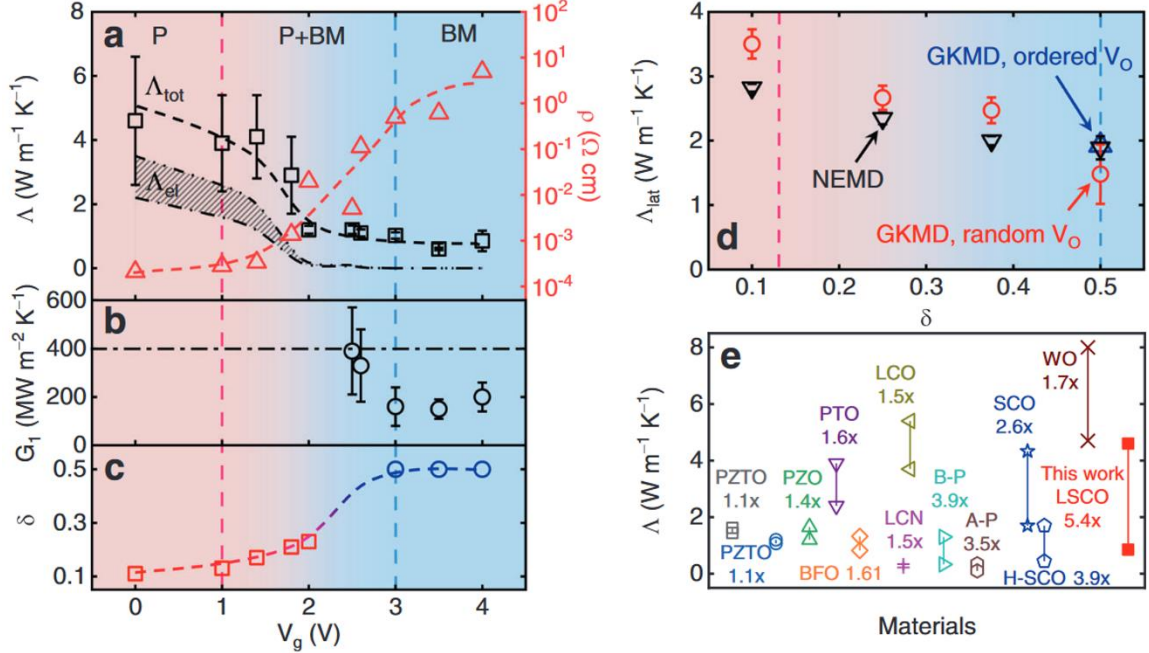 a
P
P+BM
BM
Λtot
Λel
8
6
4
2
0
Λ (W m⁻¹ K⁻¹)
10²
10¹
10⁰
10⁻¹
10⁻²
10⁻³
10⁻⁴
ρ (Ω cm)
b
600
400
200
0
G₁ (MW m⁻² K⁻¹)
c
0.5
0.3
0.1
δ
0
1
2
3
4
Vg (V)
4
3
2
1
0
Λlat (W m⁻¹ K⁻¹)
GKMD, ordered VO
NEMD
GKMD, random VO
d
0.1
0.2
0.3
0.4
0.5
δ
e
8
6
4
2
0
Λ (W m⁻¹ K⁻¹)
PZTO
1.1x
PZTO
1.1x
PZO
1.4x
PTO
1.6x
BFO 1.61
LCO
1.5x
LCN
1.5x
B-P
3.9x
A-P
3.5x
SCO
2.6x
H-SCO 3.9x
WO
1.7x
This work
LSCO
5.4x
Materials